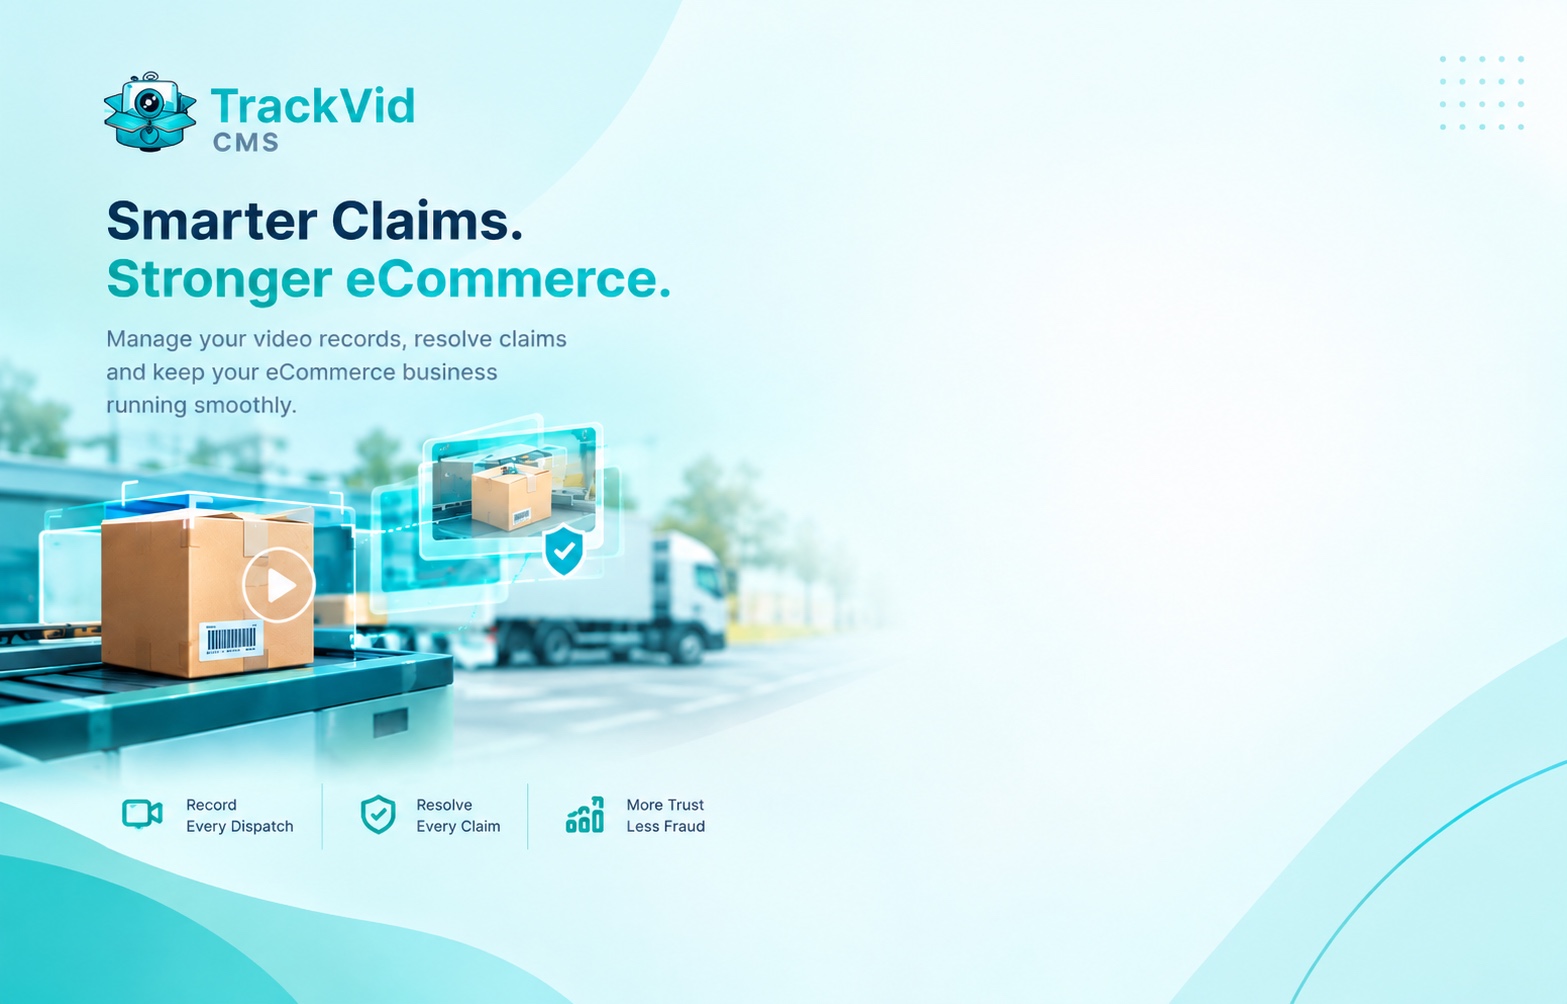 TrackVid
CMS
Smarter Claims.
Stronger eCommerce.
Manage your video records, resolve claims
and keep your eCommerce business
running smoothly.
Record
Every Dispatch
Resolve
Every Claim
More Trust
Less Fraud